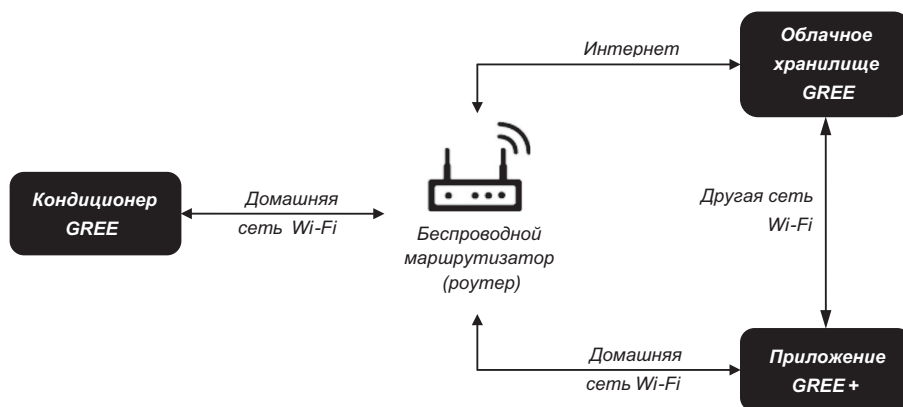 Интернет
Облачное
хранилище
GREE
Кондиционер
GREE
Домашняя
сеть Wi-Fi
Беспроводной
маршрутизатор
(роутер)
Другая сеть
Wi-Fi
Домашняя
сеть Wi-Fi
Приложение
GREE +